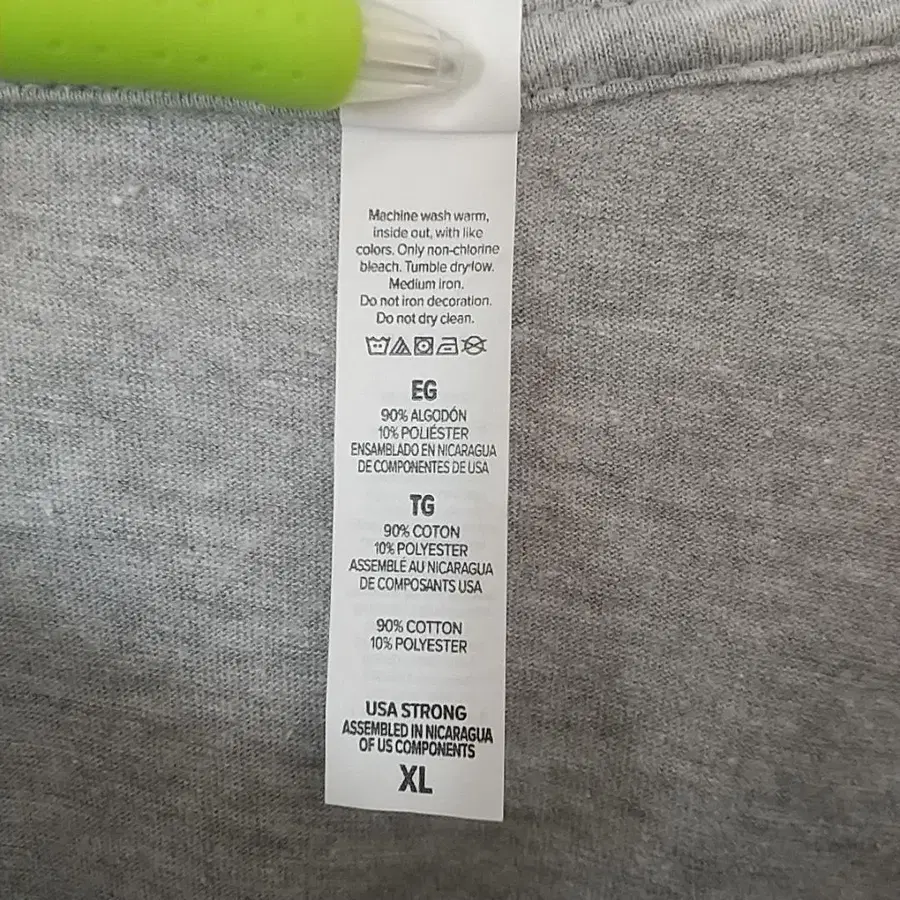 Machine wash warm,
inside out, with like
colors. Only non-chlorine
bleach. Tumble dry low.
Medium iron.
Do not iron decoration.
Do not dry clean.
EG
90% ALGODÓN
10% POLIÉSTER
ENSAMBLADO EN NICARAGUA
DE COMPONENTES DE USA
TG
90% COTON
10% POLYESTER
ASSEMBLÉ AU NICARAGUA
DE COMPOSANTS USA
90% COTTON
10% POLYESTER
USA STRONG
ASSEMBLED IN NICARAGUA
OF US COMPONENTS
XL